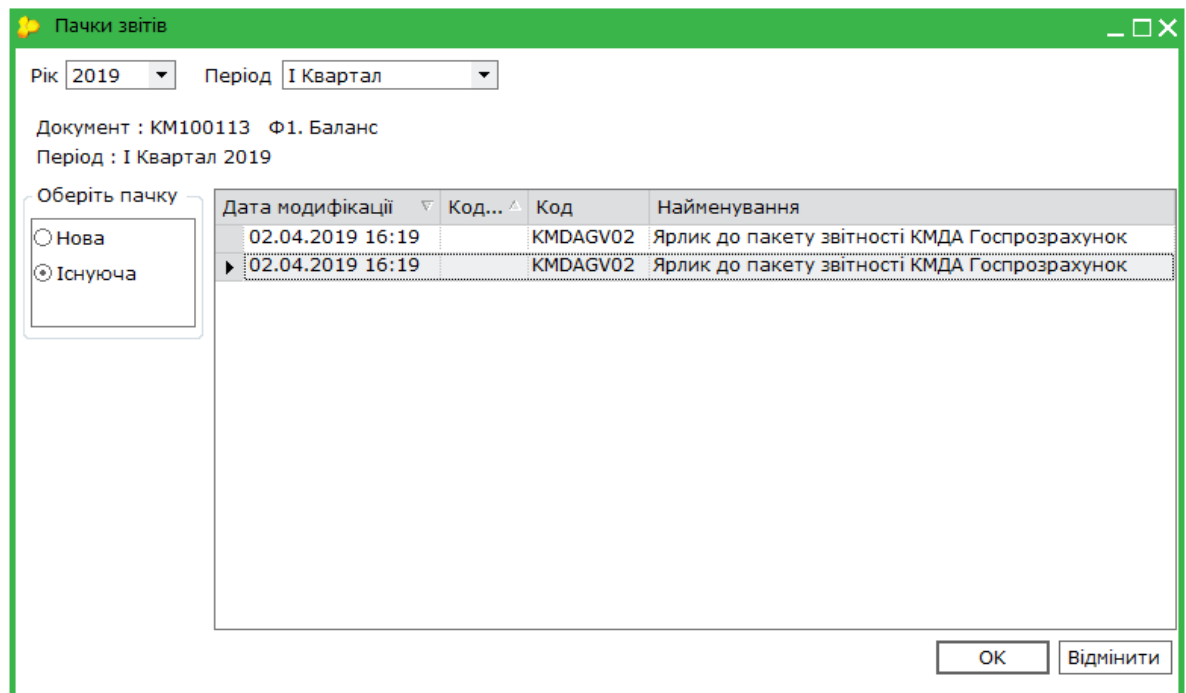 Пачки звітів
Рік 2019 Період І Квартал
Документ : KM100113 Ф1. Баланс
Період : І Квартал 2019
Оберіть пачку
Нова
Існуюча
Дата модифікації Код... Код Найменування
02.04.2019 16:19 KMDAGV02 Ярлик до пакету звітності КМДА Госпрозрахунок
02.04.2019 16:19 KMDAGV02 Ярлик до пакету звітності КМДА Госпрозрахунок
ОК Відмінити